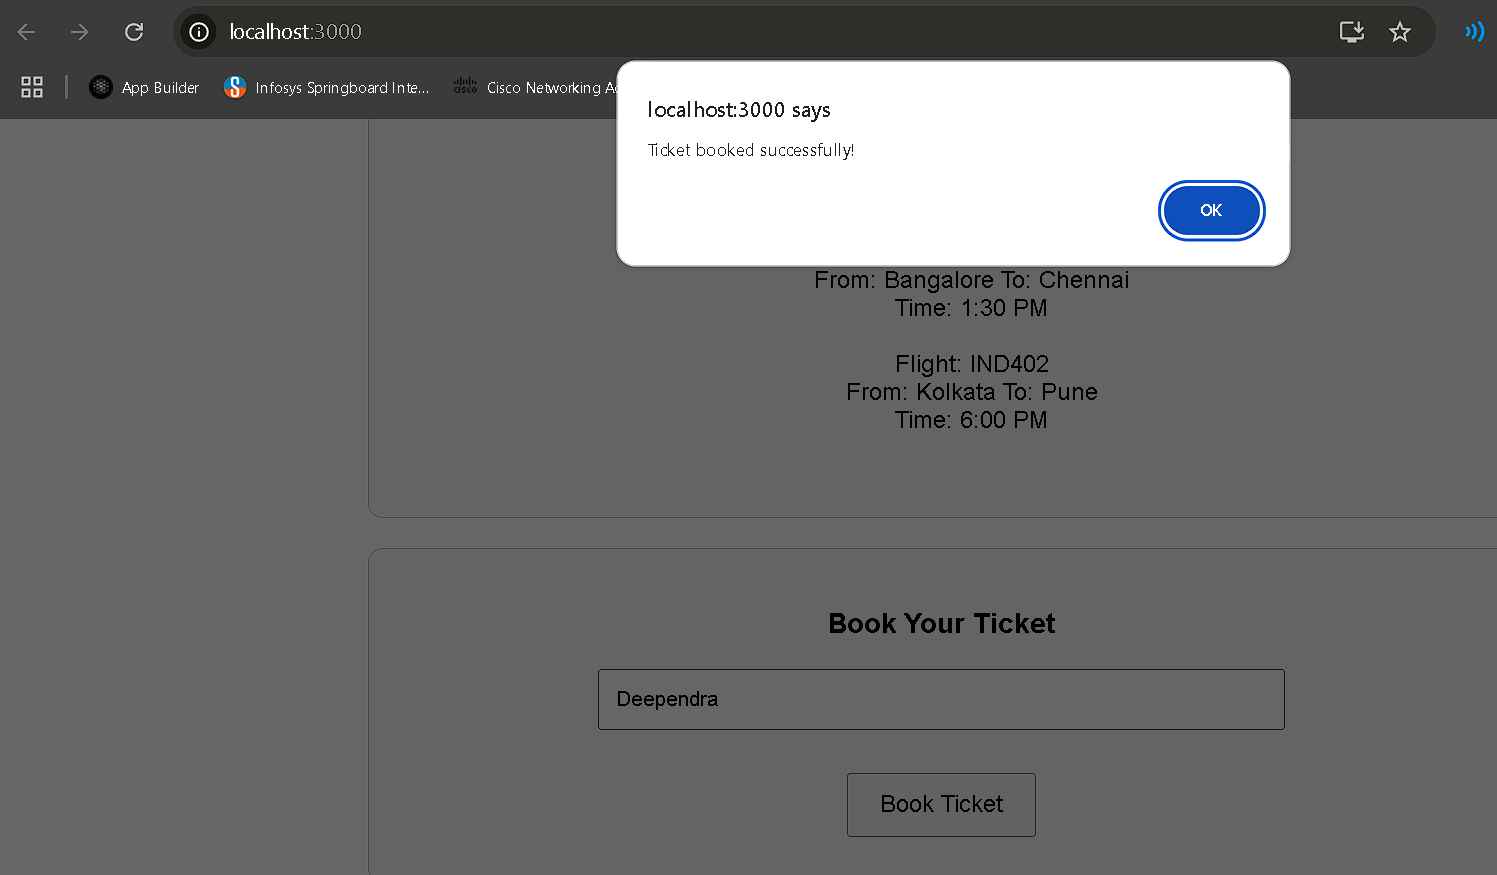 localhost:3000
App Builder
Infosys Springboard Inte...
cisco
Cisco Networking Ac
localhost:3000 says
Ticket booked successfully!
OK
From: Bangalore To: Chennai
Time: 1:30 PM
Flight: IND402
From: Kolkata To: Pune
Time: 6:00 PM
Book Your Ticket
Deependra
Book Ticket